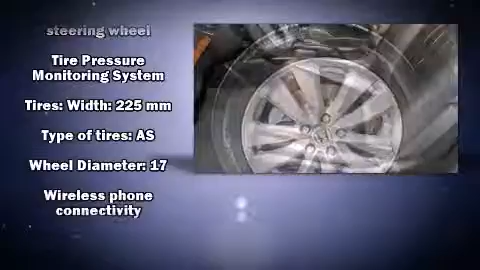 steering wheel
Tire Pressure
Monitoring System
Tires: Width: 225 mm
Type of tires: AS
Wheel Diameter: 17
Wireless phone
connectivity